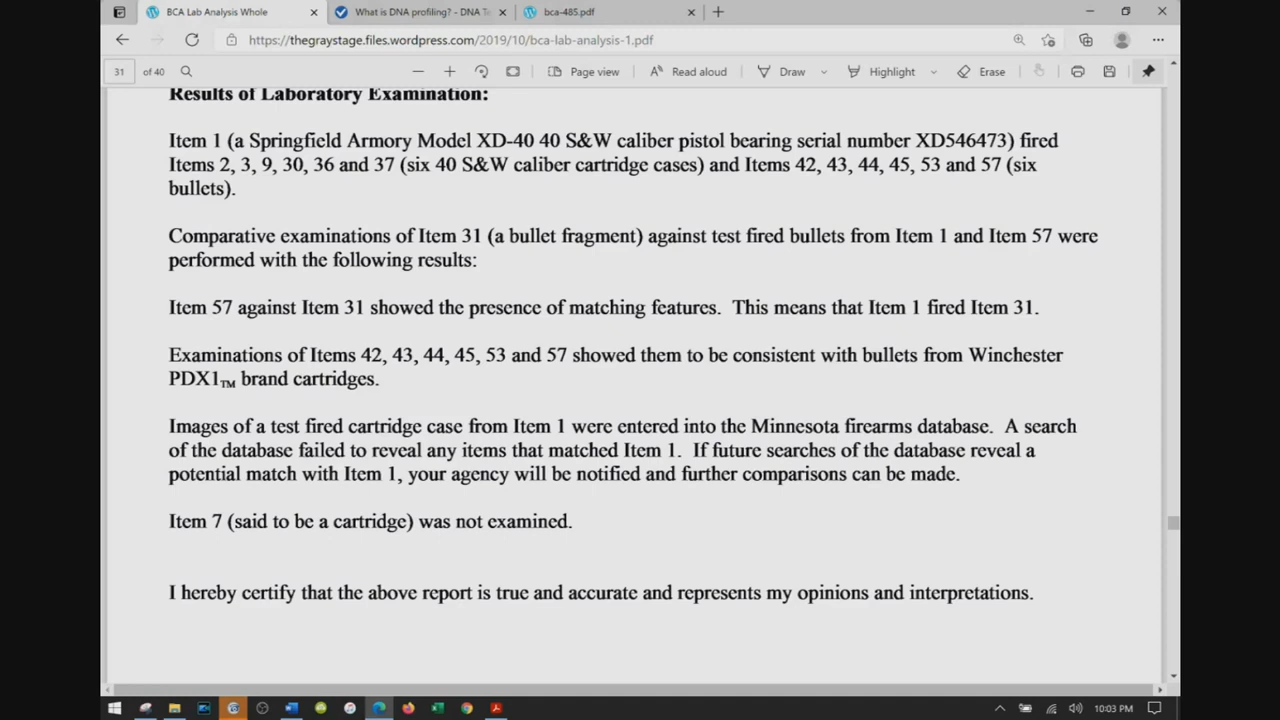 BCA Lab Analysis Whole
What is DNA profiling? - DNA
bca-485.pdf
https://thegraystage.files.wordpress.com/2019/10/bca-lab-analysis-1.pdf
31 of 40 Page view Read aloud Draw Highlight Erase
Results of Laboratory Examination:
Item 1 (a Springfield Armory Model XD-40 40 S&W caliber pistol bearing serial number XD546473) fired
Items 2, 3, 9, 30, 36 and 37 (six 40 S&W caliber cartridge cases) and Items 42, 43, 44, 45, 53 and 57 (six
bullets).
Comparative examinations of Item 31 (a bullet fragment) against test fired bullets from Item 1 and Item 57 were
performed with the following results:
Item 57 against Item 31 showed the presence of matching features. This means that Item 1 fired Item 31.
Examinations of Items 42, 43, 44, 45, 53 and 57 showed them to be consistent with bullets from Winchester
PDX1TM brand cartridges.
Images of a test fired cartridge case from Item 1 were entered into the Minnesota firearms database. A search
of the database failed to reveal any items that matched Item 1. If future searches of the database reveal a
potential match with Item 1, your agency will be notified and further comparisons can be made.
Item 7 (said to be a cartridge) was not examined.
I hereby certify that the above report is true and accurate and represents my opinions and interpretations.
10:03 PM